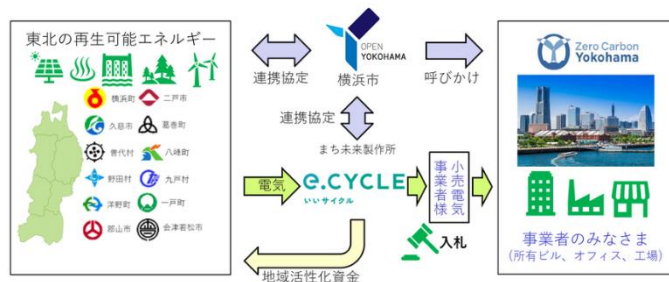 東北の再生可能エネルギー
横浜町
二戸市
久慈市
葛巻町
普代村
八峰町
野田村
九戸村
洋野町
一戸町
郡山市
会津若松市
連携協定
OPEN
YOKOHAMA
横浜市
呼びかけ
連携協定
まち未来製作所
電気
e.CYCLE
いいサイクル
小売電気
事業者様
入札
地域活性化資金
Zero Carbon
Yokohama
事業者のみなさま
(所有ビル、オフィス、工場)